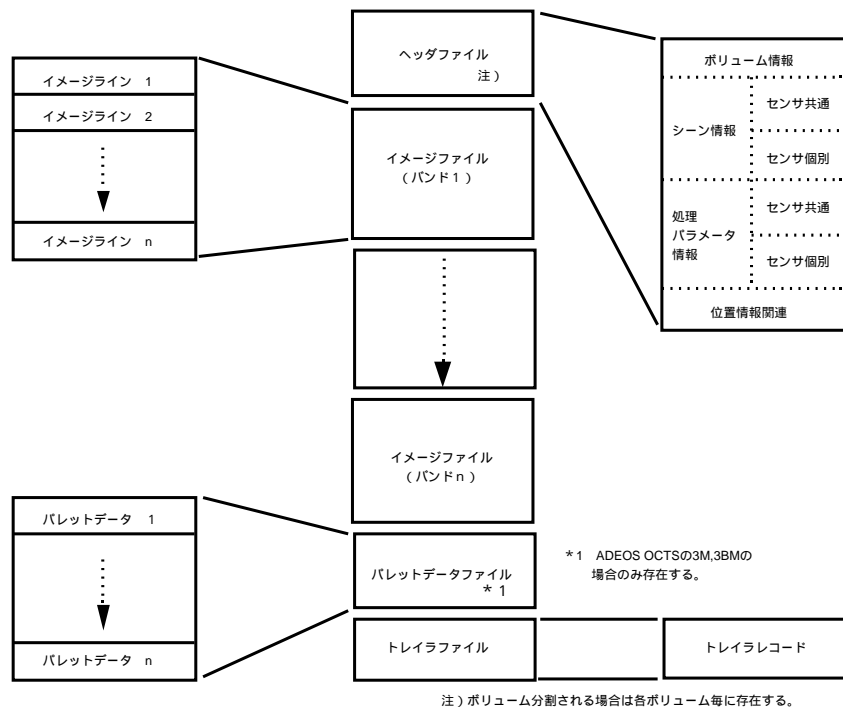 ヘッダファイル
注）
イメージライン　1
イメージライン　2
イメージライン　n
イメージファイル
（バンド１）
ボリューム情報
シーン情報
センサ共通
センサ個別
処理
パラメータ
情報
センサ共通
センサ個別
位置情報関連
イメージファイル
（バンドｎ）
パレットデータ　1
パレットデータ　n
パレットデータファイル
＊1
＊1　ADEOS OCTSの3M,3BMの
場合のみ存在する。
トレイラファイル
トレイラレコード
注）ボリューム分割される場合は各ボリューム毎に存在する。